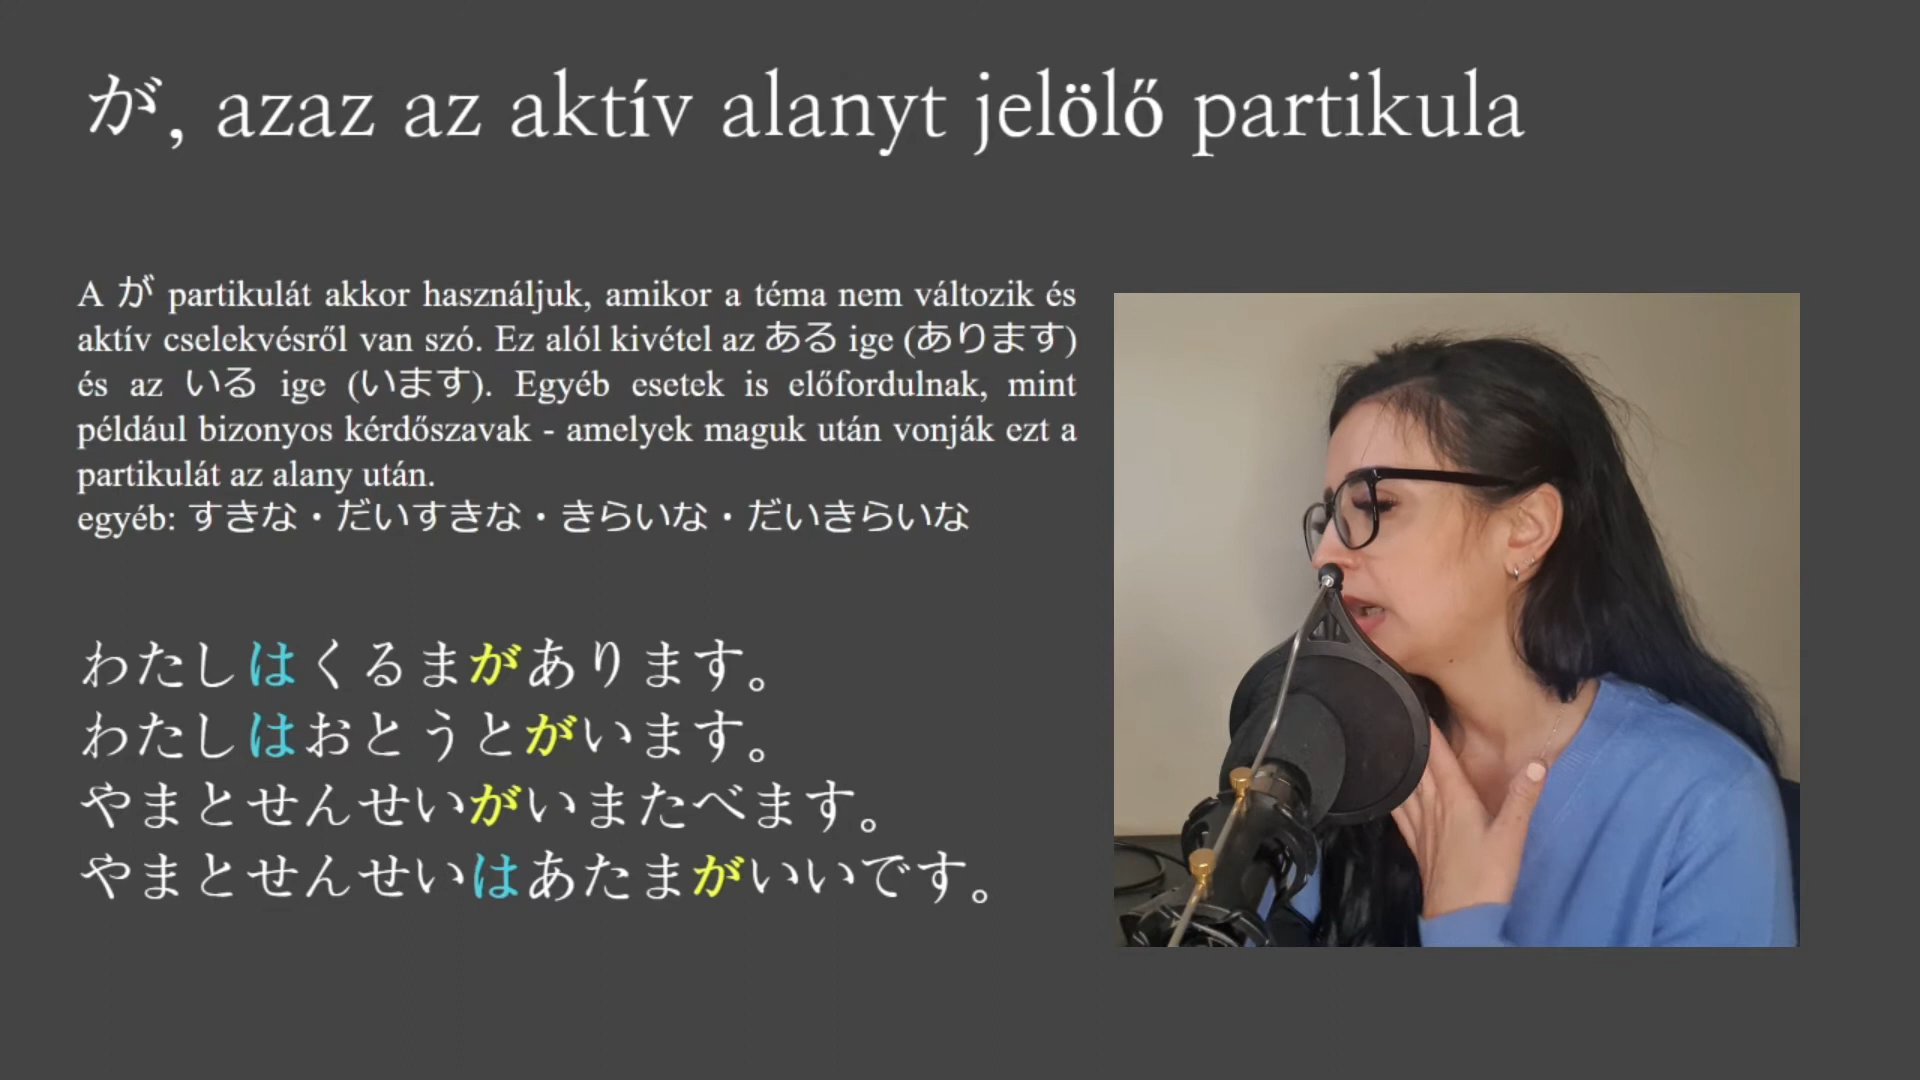 が, azaz az aktív alanyt jelölő partikula
A が partikulát akkor használjuk, amikor a téma nem változik és
aktív cselekvésről van szó. Ez alól kivétel az ある ige (あります)
és az いる ige (います). Egyéb esetek is előfordulnak, mint
például bizonyos kérdőszavak - amelyek maguk után vonják ezt a
partikulát az alany után.
egyéb: すきな・だいすきな・きらいな・だいきらいな
わたしはくるまがあります。
わたしはおとうとがいます。
やまとせんせいがいまたべます。
やまとせんせいはあたまがいいです。